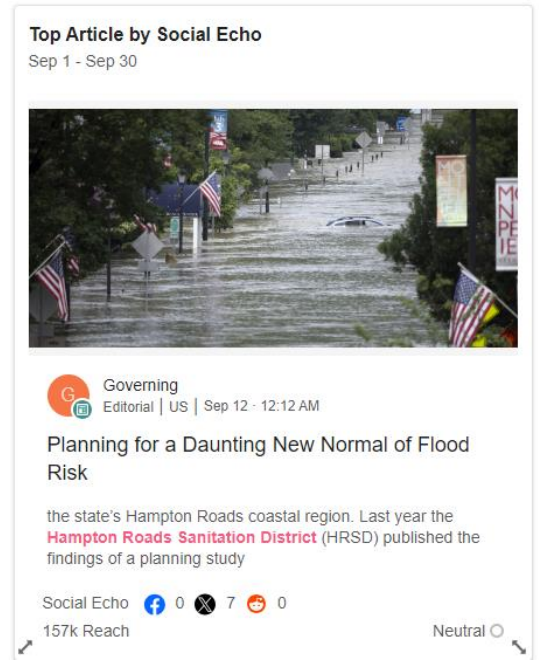 Top Article by Social Echo
Sep 1 - Sep 30
G
Governing
Editorial | US | Sep 12 · 12:12 AM
Planning for a Daunting New Normal of Flood
Risk
the state's Hampton Roads coastal region. Last year the
Hampton Roads Sanitation District (HRSD) published the
findings of a planning study
Social Echo 0 7 0
157k Reach
Neutral